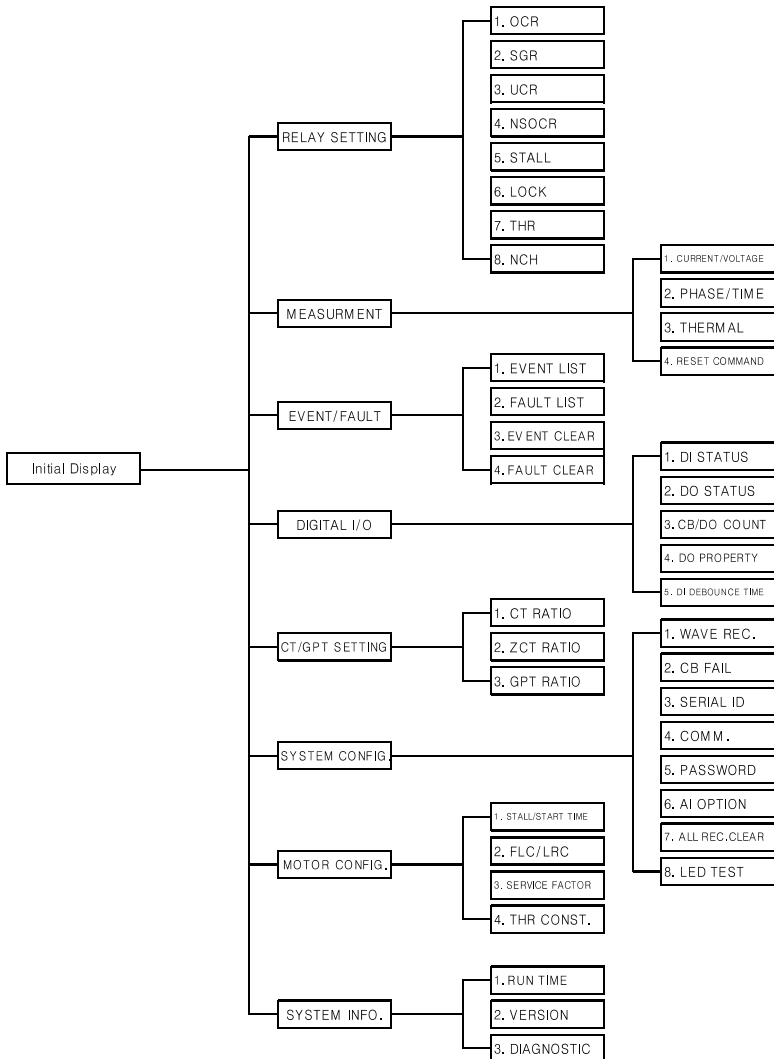 Initial Display
RELAY SETTING
1. OCR
2. SGR
3. UCR
4. NSOCR
5. STALL
6. LOCK
7. THR
8. NCH
MEASURMENT
1. CURRENT/VOLTAGE
2. PHASE/TIME
3. THERMAL
4. RESET COMMAND
EVENT/FAULT
1. EVENT LIST
2. FAULT LIST
3. EVENT CLEAR
4. FAULT CLEAR
DIGITAL I/O
1. DI STATUS
2. DO STATUS
3. CB/DO COUNT
4. DO PROPERTY
5. DI DEBOUNCE TIME
CT/GPT SETTING
1. CT RATIO
2. ZCT RATIO
3. GPT RATIO
SYSTEM CONFIG.
1. WAVE REC.
2. CB FAIL
3. SERIAL ID
4. COMM.
5. PASSWORD
6. AI OPTION
7. ALL REC.CLEAR
8. LED TEST
MOTOR CONFIG.
1. STALL/START TIME
2. FLC/LRC
3. SERVICE FACTOR
4. THR CONST.
SYSTEM INFO.
1. RUN TIME
2. VERSION
3. DIAGNOSTIC